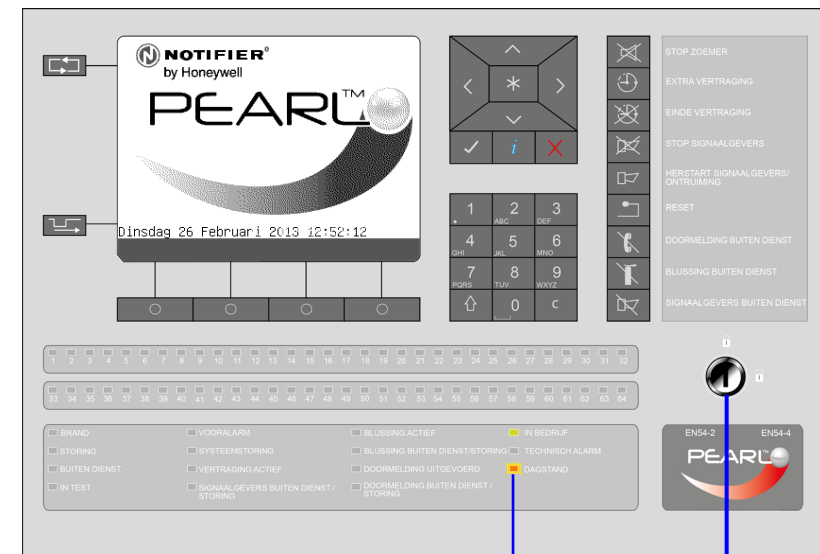 NOTIFIER®
by Honeywell
PEARL™
Dinsdag 26 Februari 2013 12:52:12
i
1
2 ABC
3 DEF
4 GHI
5 JKL
6 MNO
7 PQRS
8 TUV
9 WXYZ
0
C
STOP ZOEMER
EXTRA VERTRAGING
EINDE VERTRAGING
STOP SIGNAALGEVERS
HERSTART SIGNAALGEVERS/
ONTRUIMING
RESET
DOORMELDING BUITEN DIENST
BLUSSING BUITEN DIENST
SIGNAALGEVERS BUITEN DIENST
1 2 3 4 5 6 7 8 9 10 11 12 13 14 15 16 17 18 19 20 21 22 23 24 25 26 27 28 29 30 31 32
33 34 35 36 37 38 39 40 41 42 43 44 45 46 47 48 49 50 51 52 53 54 55 56 57 58 59 60 61 62 63 64
BRAND
STORING
BUITEN DIENST
IN TEST
VOORALARM
SYSTEEMSTORING
VERTRAGING ACTIEF
SIGNAALGEVERS BUITEN DIENST /
STORING
BLUSSING ACTIEF
BLUSSING BUITEN DIENST/STORING
DOORMELDING UITGEVOERD
DOORMELDING BUITEN DIENST /
STORING
IN BEDRIJF
TECHNISCH ALARM
DAGSTAND
EN54-2 EN54-4
PEARL